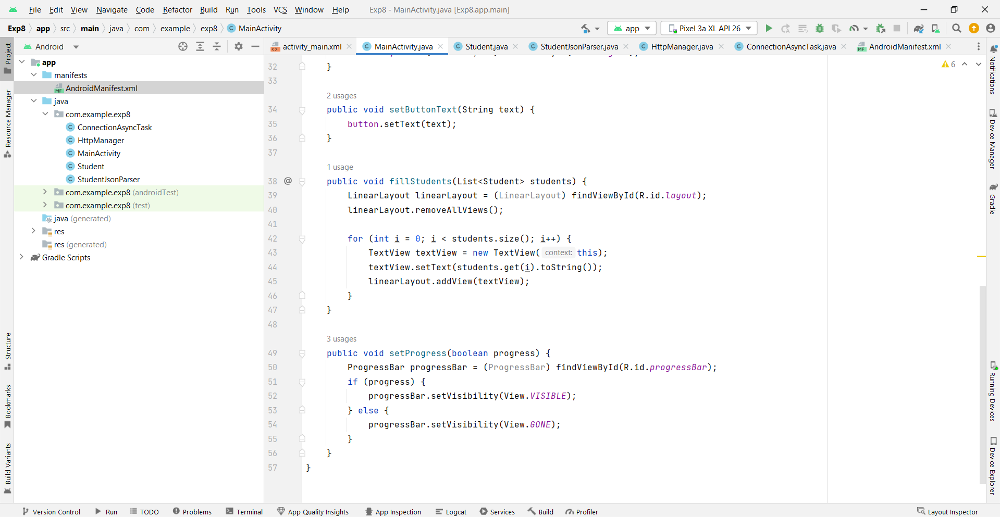 File Edit View Navigate Code Refactor Build Run Tools VCS Window Help Exp8 - MainActivity.java [Exp8.app.main]
Exp8 app src main java com example exp8 MainActivity app Pixel 3a XL API 26
Android
activity_main.xml MainActivity.java Student.java StudentJsonParser.java HttpManager.java ConnectionAsyncTask.java AndroidManifest.xml
Project
Resource Manager
Structure
Bookmarks
Build Variants
app
manifests
AndroidManifest.xml
java
com.example.exp8
ConnectionAsyncTask
HttpManager
MainActivity
Student
StudentJsonParser
com.example.exp8 (androidTest)
com.example.exp8 (test)
java (generated)
res
res (generated)
Gradle Scripts
6
32 }
33
2 usages
34 public void setButtonText(String text) {
35 button.setText(text);
36 }
37
1 usage
38 @ public void fillStudents(List<Student> students) {
39 LinearLayout linearLayout = (LinearLayout) findViewById(R.id.layout);
40 linearLayout.removeAllViews();
41
42 for (int i = 0; i < students.size(); i++) {
43 TextView textView = new TextView( context: this);
44 textView.setText(students.get(i).toString());
45 linearLayout.addView(textView);
46 }
47 }
48
3 usages
49 public void setProgress(boolean progress) {
50 ProgressBar progressBar = (ProgressBar) findViewById(R.id.progressBar);
51 if (progress) {
52 progressBar.setVisibility(View.VISIBLE);
53 } else {
54 progressBar.setVisibility(View.GONE);
55 }
56 }
57 }
Notifications
Device Manager
Gradle
Running Devices
Device Explorer
Version Control Run TODO Problems Terminal App Quality Insights App Inspection Logcat Services Build Profiler Layout Inspector